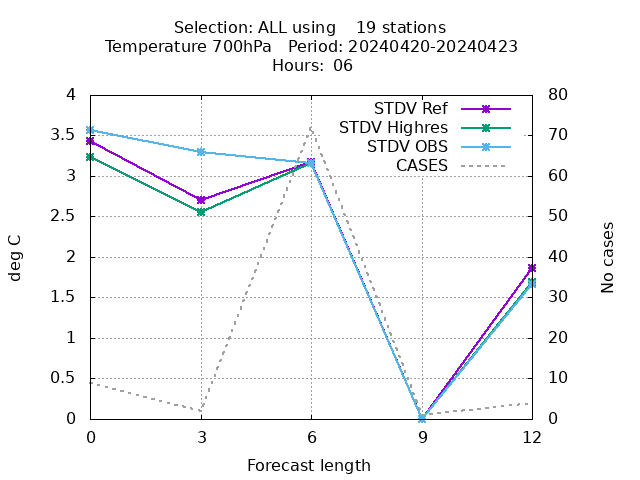 Selection: ALL using    19 stations
Temperature 700hPa   Period: 20240420-20240423
Hours:  06
STDV Ref
STDV Highres
STDV OBS
CASES
4
3.5
3
2.5
2
1.5
1
0.5
0
80
70
60
50
40
30
20
10
0
deg C
No cases
0 3 6 9 12
Forecast length